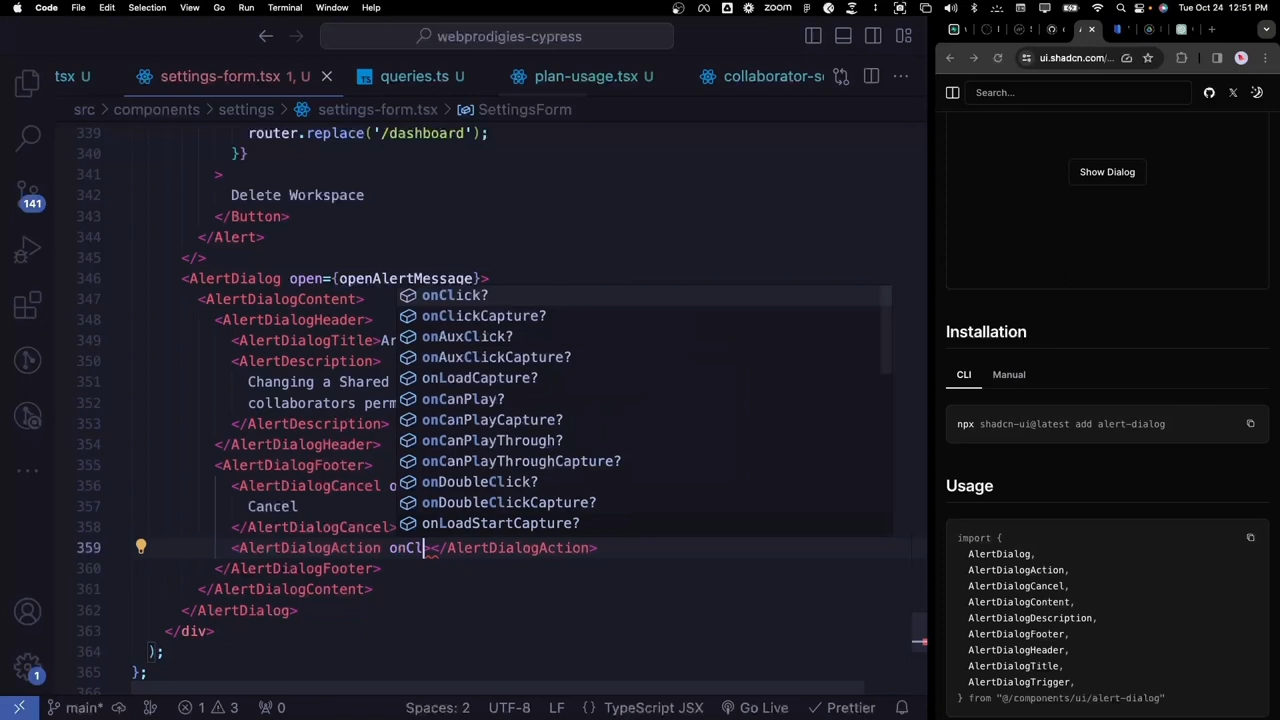 Code File Edit Selection View Go Run Terminal Window Help zoom Tue Oct 24 12:51 PM
webprodigies-cypress
tsx U settings-form.tsx 1, U queries.ts U plan-usage.tsx U collaborator-s
src > components > settings > settings-form.tsx > SettingsForm
339 router.replace('/dashboard');
340 }}
341 >
342 Delete Workspace
343 </Button>
344 </Alert>
345 </>
346 <AlertDialog open={openAlertMessage}>
347 <AlertDialogContent>
348 <AlertDialogHeader>
349 <AlertDialogTitle>Ar
350 <AlertDescription>
351 Changing a Shared
352 collaborators perm
353 </AlertDescription>
354 </AlertDialogHeader>
355 <AlertDialogFooter>
356 <AlertDialogCancel o
357 Cancel
358 </AlertDialogCancel>
359 <AlertDialogAction onCl></AlertDialogAction>
360 </AlertDialogFooter>
361 </AlertDialogContent>
362 </AlertDialog>
363 </div>
364 );
365 };
366
onClick?
onClickCapture?
onAuxClick?
onAuxClickCapture?
onLoadCapture?
onCanPlay?
onCanPlayCapture?
onCanPlayThrough?
onCanPlayThroughCapture?
onDoubleClick?
onDoubleClickCapture?
onLoadStartCapture?
141
1
main* 1 3 0 Spaces: 2 UTF-8 LF {} TypeScript JSX Go Live Prettier
ui.shadcn.com/...
Search...
Show Dialog
Installation
CLI Manual
npx shadcn-ui@latest add alert-dialog
Usage
import {
AlertDialog,
AlertDialogAction,
AlertDialogCancel,
AlertDialogContent,
AlertDialogDescription,
AlertDialogFooter,
AlertDialogHeader,
AlertDialogTitle,
AlertDialogTrigger,
} from "@/components/ui/alert-dialog"